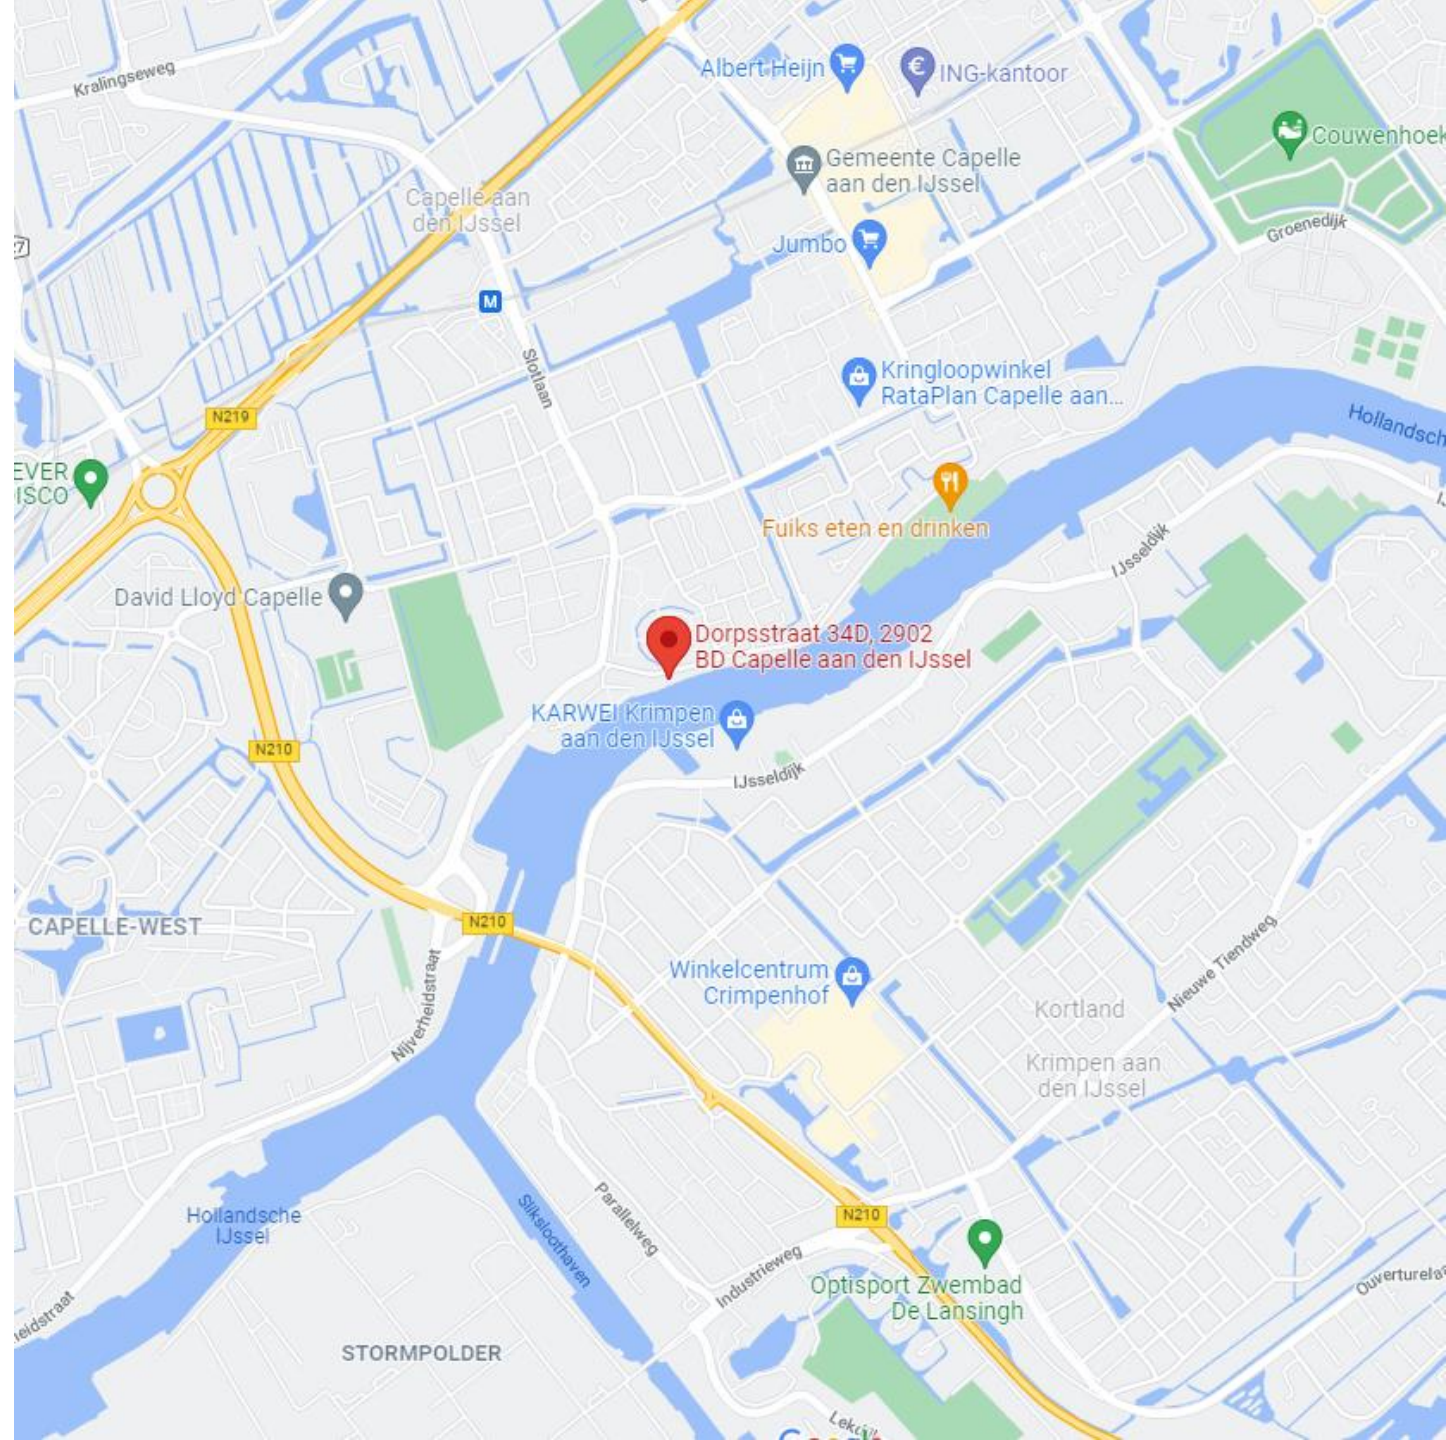 Albert Heijn
ING-kantoor
Kralingseweg
Couwenhoek
Gemeente Capelle
aan den IJssel
Capelle aan
den IJssel
Groenedijk
Jumbo
M
Slotlaan
Kringloopwinkel
RataPlan Capelle aan...
N219
Hollandsch
EVER
ISCO
Fuiks eten en drinken
IJsseldijk
David Lloyd Capelle
Dorpsstraat 34D, 2902
BD Capelle aan den IJssel
KARWEI Krimpen
aan den IJssel
N210
IJsseldijk
CAPELLE-WEST
N210
Nijverheidstraat
Winkelcentrum
Crimpenhof
Nieuwe Tiendweg
Kortland
Krimpen aan
den IJssel
Hollandsche
IJssel
Sliksloothaven
Parallelweg
N210
Industrieweg
Optisport Zwembad
De Lansingh
Ouverturela
eidstraat
STORMPOLDER